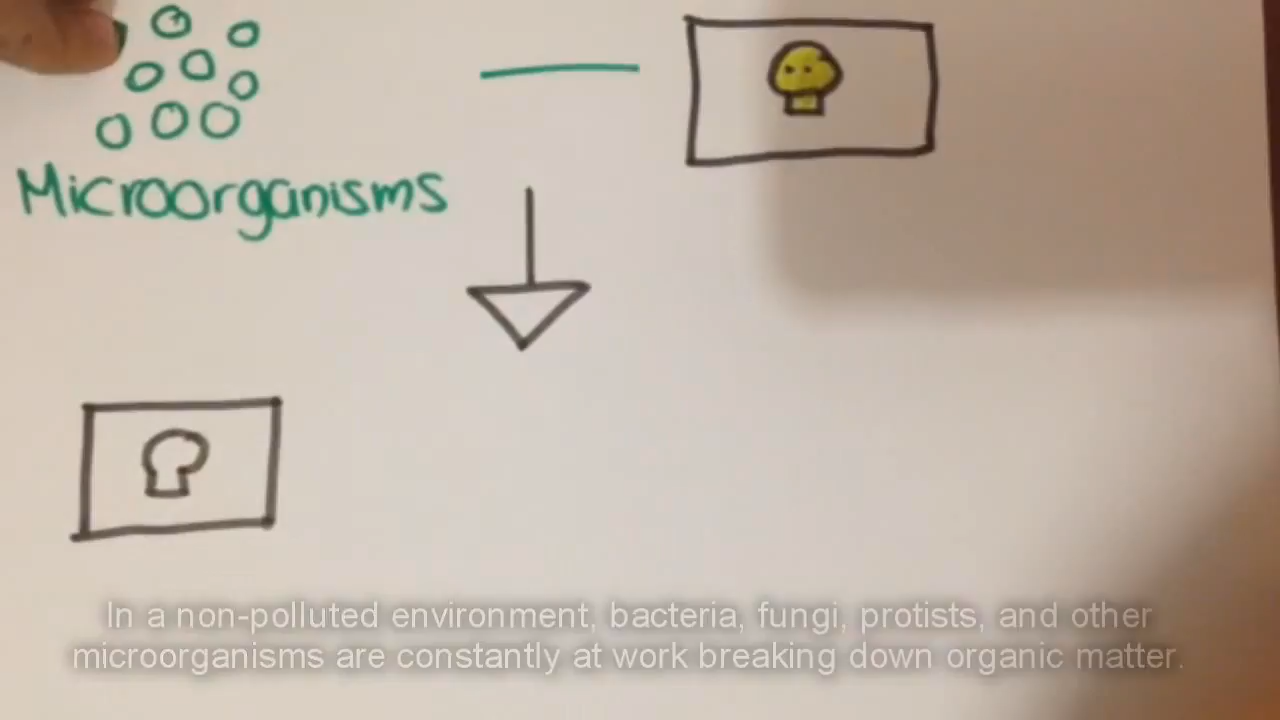 Microorganisms
In a non-polluted environment, bacteria, fungi, protists, and other
microorganisms are constantly at work breaking down organic matter.